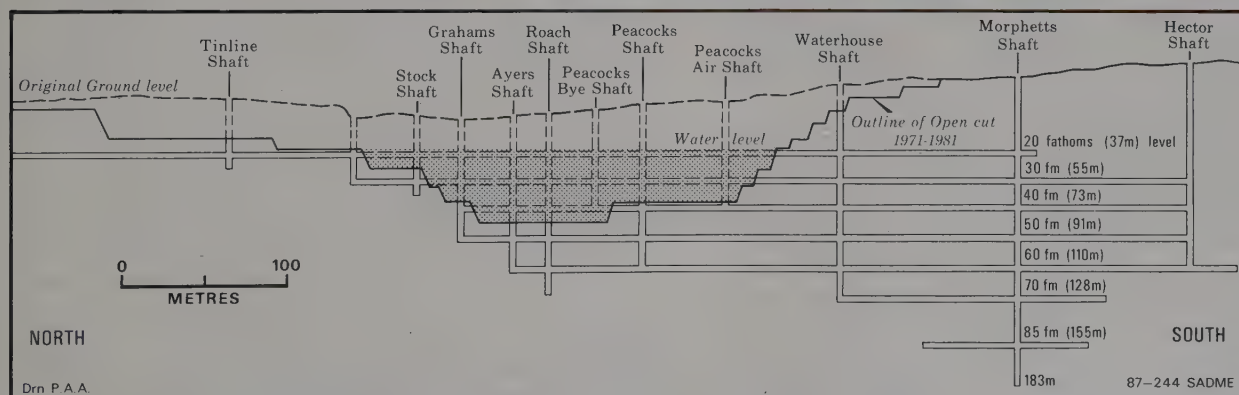 Tinline
Shaft
Grahams
Shaft
Roach
Shaft
Peacocks
Shaft
Waterhouse
Shaft
Morphetts
Shaft
Hector
Shaft
Stock
Shaft
Ayers
Shaft
Peacocks
Bye Shaft
Peacocks
Air Shaft
Original Ground level
Water level
Outline of Open cut
1971-1981
20 fathoms (37m) level
30 fm (55m)
40 fm (73m)
50 fm (91m)
60 fm (110m)
70 fm (128m)
85 fm (155m)
183m
0 100
METRES
NORTH
SOUTH
Drn P.A.A.
87-244 SADME